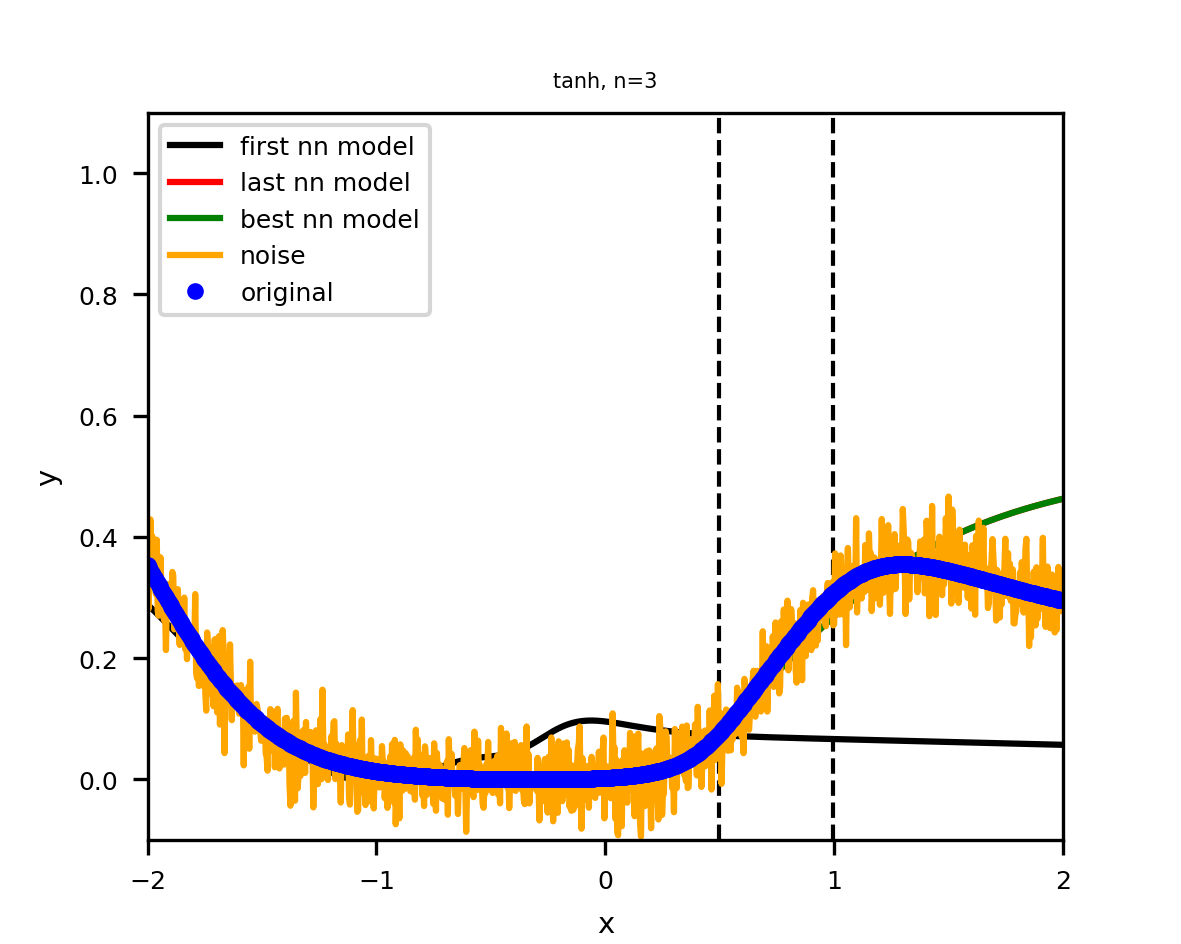 tanh, n=3
first nn model
last nn model
best nn model
noise
original
1.0
0.8
0.6
0.4
0.2
0.0
y
−2
−1
0
1
2
x